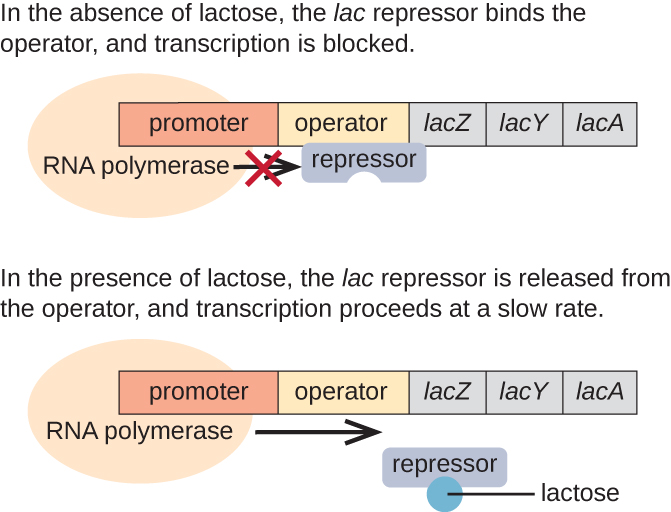 In the absence of lactose, the lac repressor binds the
operator, and transcription is blocked.
promoter operator lacZ lacY lacA
RNA polymerase repressor
In the presence of lactose, the lac repressor is released from
the operator, and transcription proceeds at a slow rate.
promoter operator lacZ lacY lacA
RNA polymerase
repressor
lactose